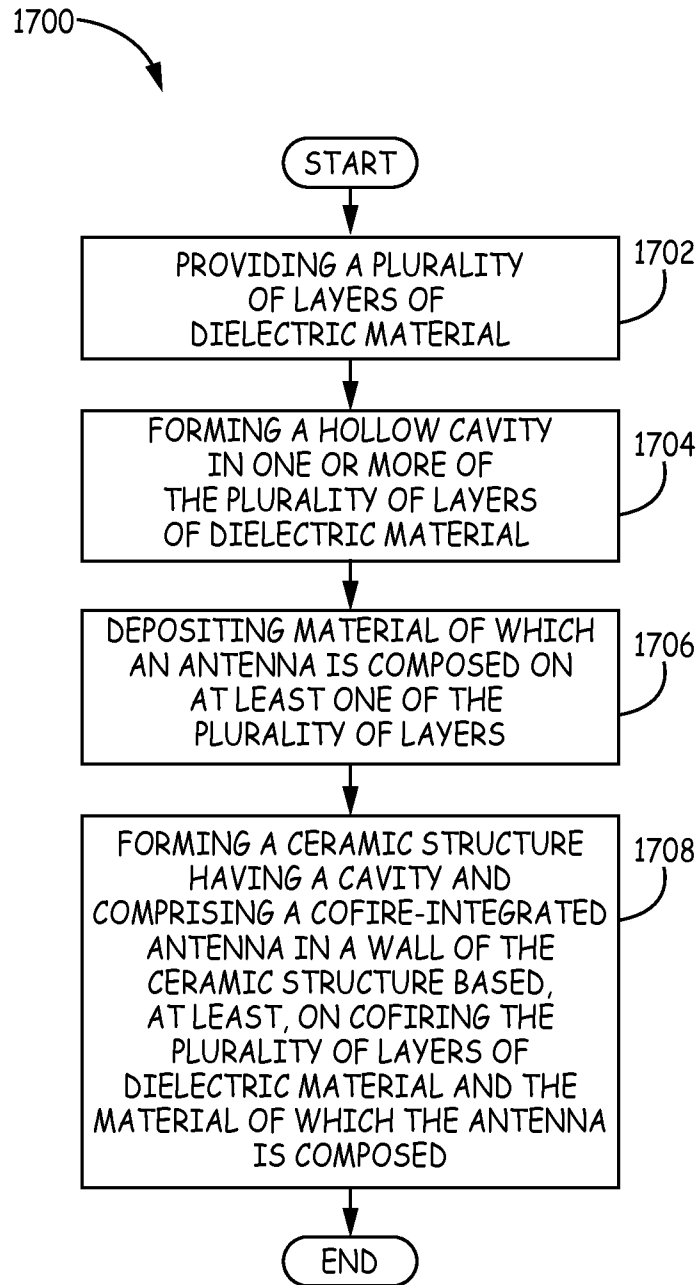 1700
START
PROVIDING A PLURALITY
OF LAYERS OF
DIELECTRIC MATERIAL
1702
FORMING A HOLLOW CAVITY
IN ONE OR MORE OF
THE PLURALITY OF LAYERS
OF DIELECTRIC MATERIAL
1704
DEPOSITING MATERIAL OF WHICH
AN ANTENNA IS COMPOSED ON
AT LEAST ONE OF THE
PLURALITY OF LAYERS
1706
FORMING A CERAMIC STRUCTURE
HAVING A CAVITY AND
COMPRISING A COFIRE-INTEGRATED
ANTENNA IN A WALL OF THE
CERAMIC STRUCTURE BASED,
AT LEAST, ON COFIRING THE
PLURALITY OF LAYERS OF
DIELECTRIC MATERIAL AND THE
MATERIAL OF WHICH THE ANTENNA
IS COMPOSED
1708
END